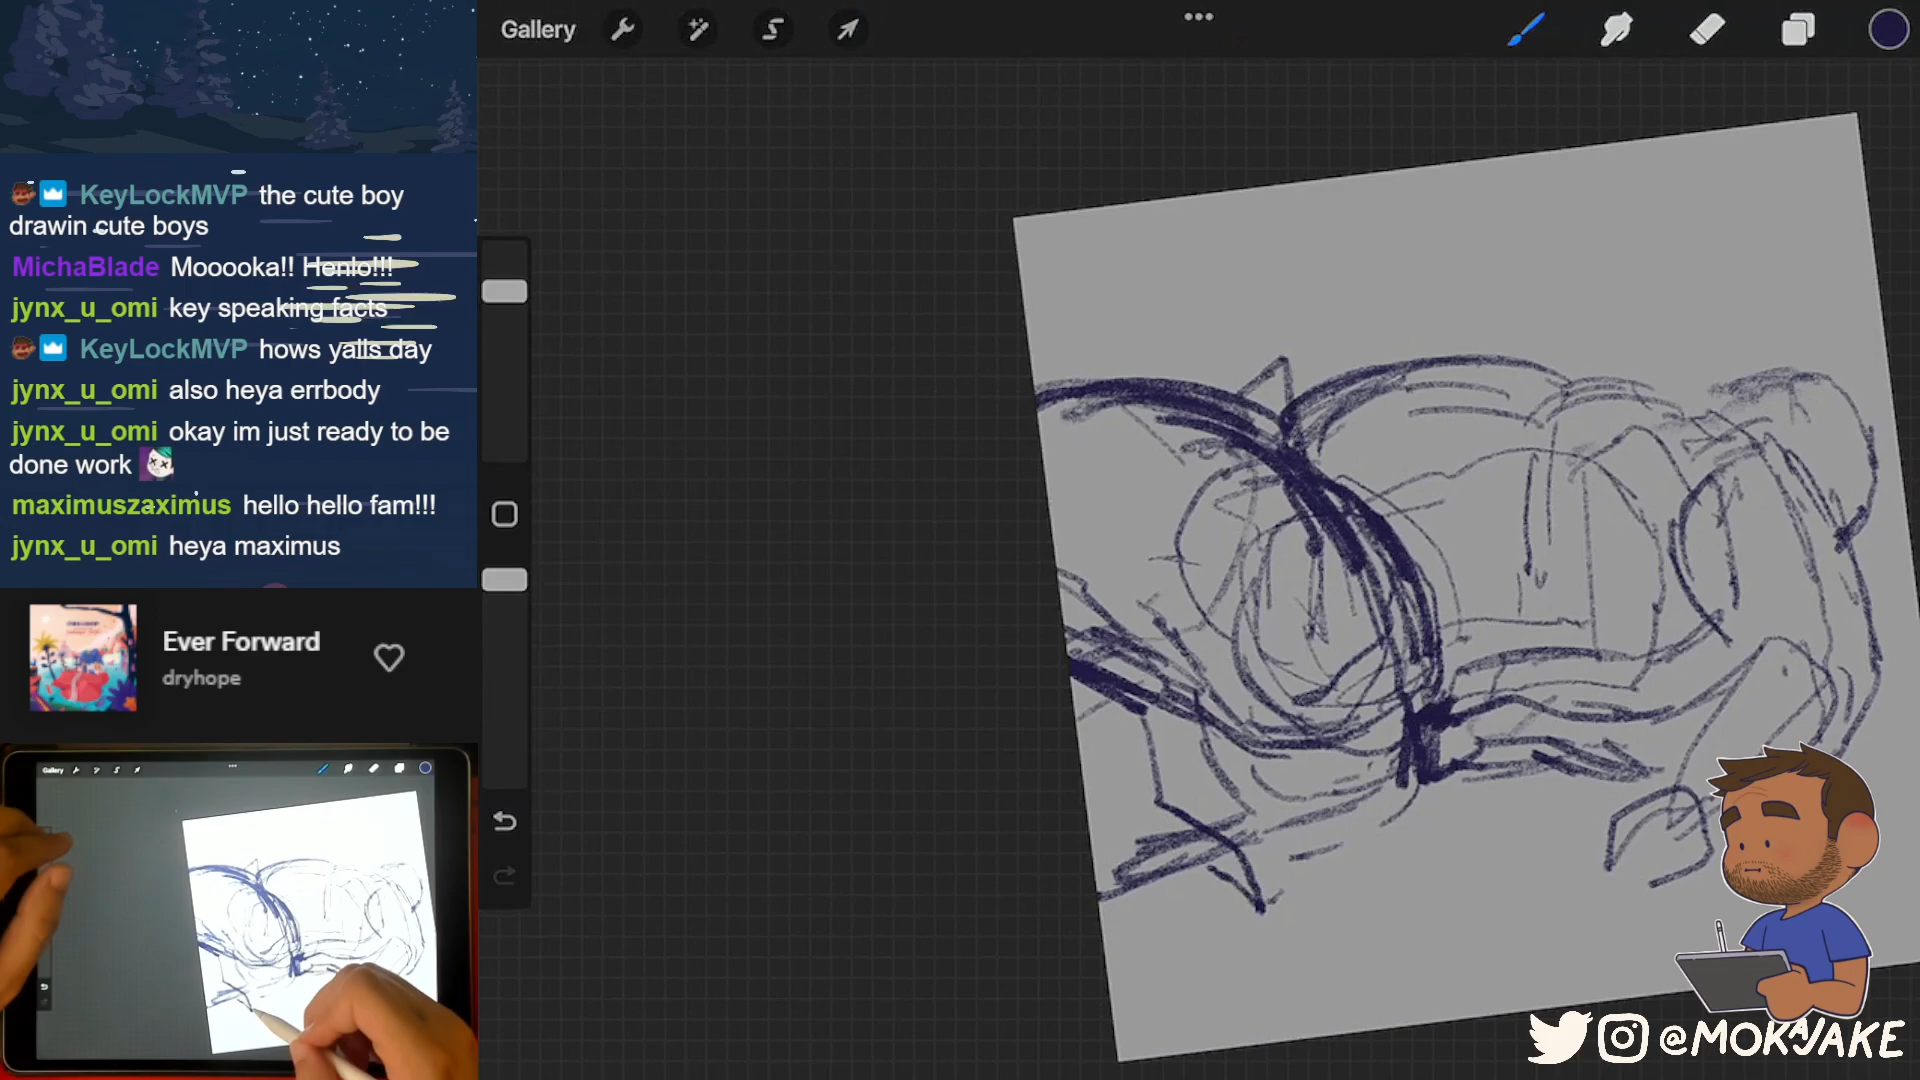 Gallery
KeyLockMVP the cute boy
drawin cute boys
MichaBlade Mooooka!! Henlo!!!
jynx_u_omi key speaking facts
KeyLockMVP hows yalls day
jynx_u_omi also heya errbody
jynx_u_omi okay im just ready to be
done work
maximuszaximus hello hello fam!!!
jynx_u_omi heya maximus
Ever Forward
dryhope
Gallery
@MOKAJAKE